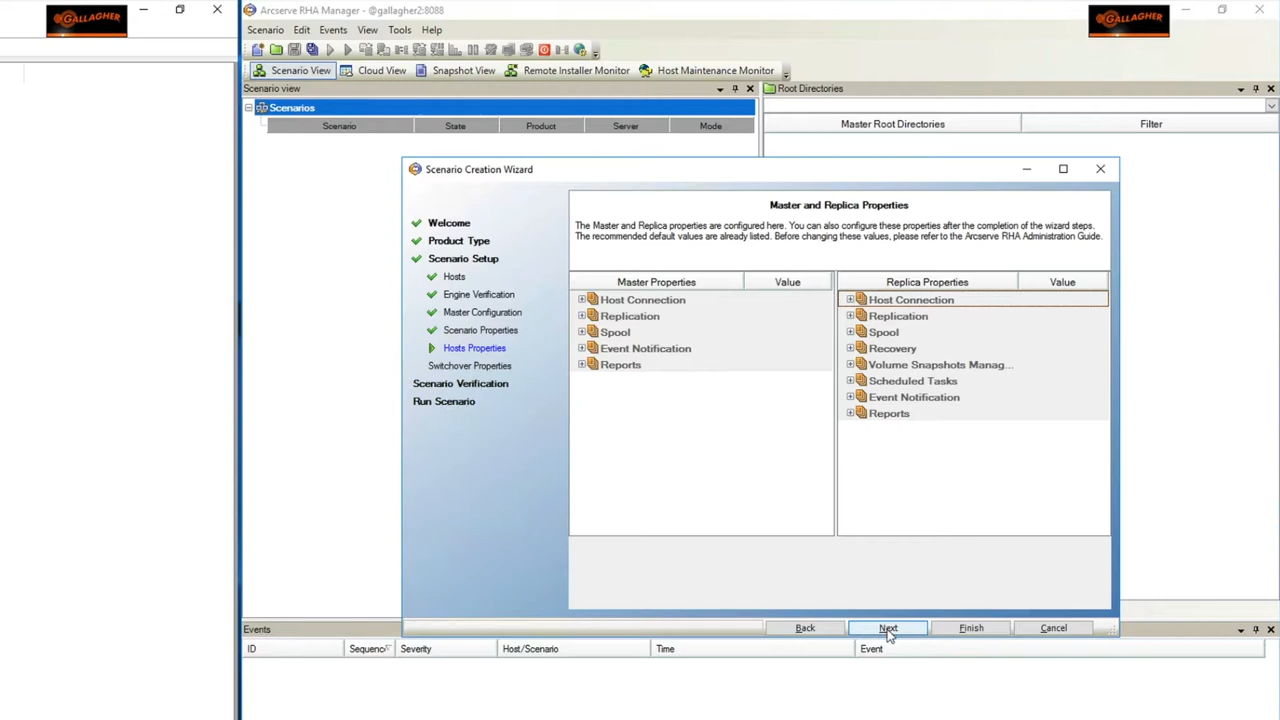 GALLAGHER
Arcserve RHA Manager - @gallagher2:8088
GALLAGHER
Scenario Edit Events View Tools Help
Scenario View Cloud View Snapshot View Remote Installer Monitor Host Maintenance Monitor
Scenario view
Root Directories
Scenarios
Scenario State Product Server Mode
Master Root Directories Filter
Scenario Creation Wizard
Welcome
Product Type
Scenario Setup
Hosts
Engine Verification
Master Configuration
Scenario Properties
Hosts Properties
Switchover Properties
Scenario Verification
Run Scenario
Master and Replica Properties
The Master and Replica properties are configured here. You can also configure these properties after the completion of the wizard steps.
The recommended default values are already listed. Before changing these values, please refer to the Arcserve RHA Administration Guide.
Master Properties Value
Host Connection
Replication
Spool
Event Notification
Reports
Replica Properties Value
Host Connection
Replication
Spool
Recovery
Volume Snapshots Manag...
Scheduled Tasks
Event Notification
Reports
Back Next Finish Cancel
Events
ID Sequenc Severity Host/Scenario Time Event